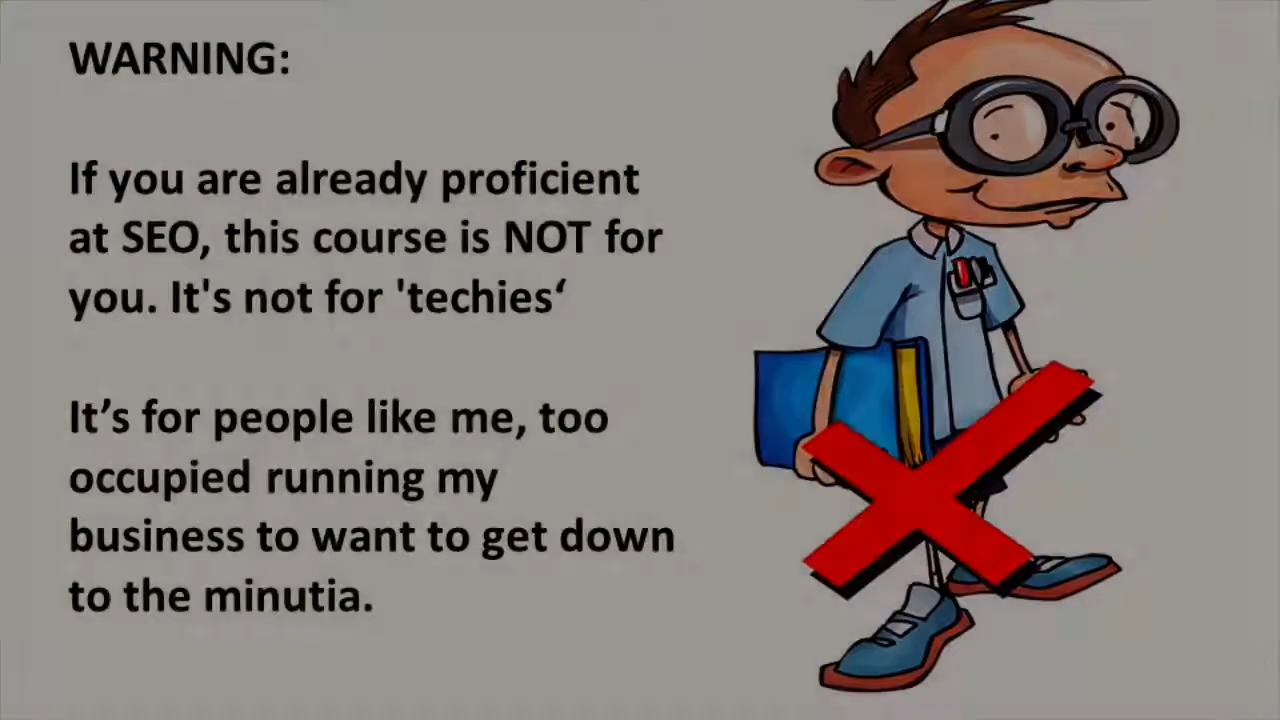 WARNING:
If you are already proficient
at SEO, this course is NOT for
you. It's not for 'techies‘
It’s for people like me, too
occupied running my
business to want to get down
to the minutia.